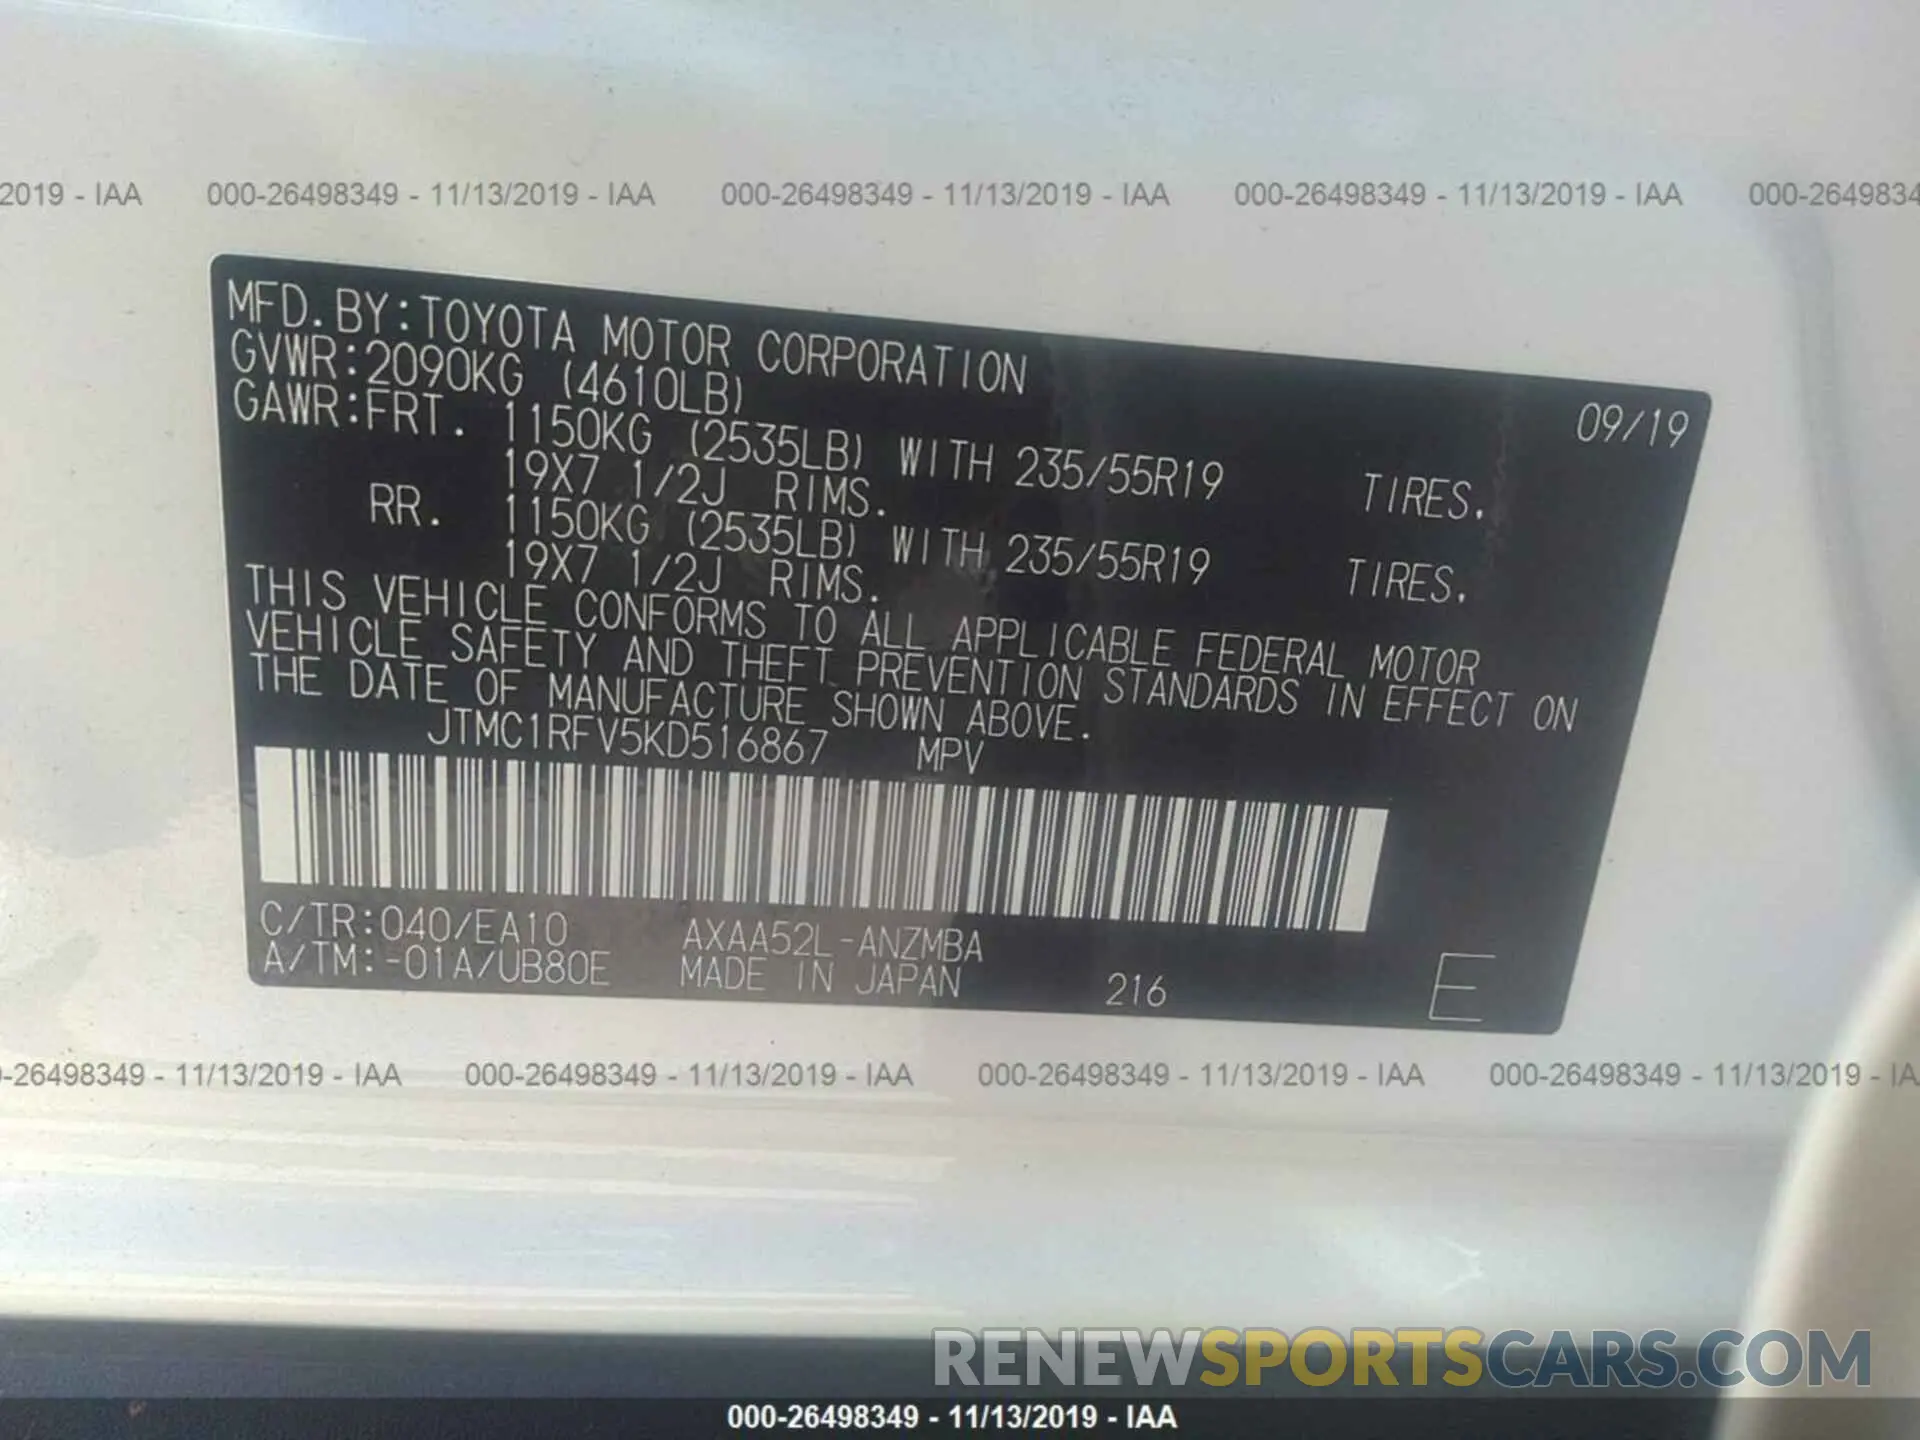 2019 - IAA 000-26498349 - 11/13/2019 - IAA 000-26498349 - 11/13/2019 - IAA 000-26498349 - 11/13/2019 - IAA 000-2649834
MFD.BY:TOYOTA MOTOR CORPORATION 09/19
GVWR:2090KG (4610LB)
GAWR:FRT. 1150KG (2535LB) WITH 235/55R19 TIRES.
19X7 1/2J RIMS.
RR. 1150KG (2535LB) WITH 235/55R19 TIRES.
19X7 1/2J RIMS.
THIS VEHICLE CONFORMS TO ALL APPLICABLE FEDERAL MOTOR
VEHICLE SAFETY AND THEFT PREVENTION STANDARDS IN EFFECT ON
THE DATE OF MANUFACTURE SHOWN ABOVE.
JTMC1RFV5KD516867 MPV
C/TR:040/EA10 AXAA52L-ANZMBA
A/TM:-01A/UB80E MADE IN JAPAN 216 E
-26498349 - 11/13/2019 - IAA 000-26498349 - 11/13/2019 - IAA 000-26498349 - 11/13/2019 - IAA 000-26498349 - 11/13/2019 - IA
RENEWSPORTSCARS.COM
000-26498349 - 11/13/2019 - IAA